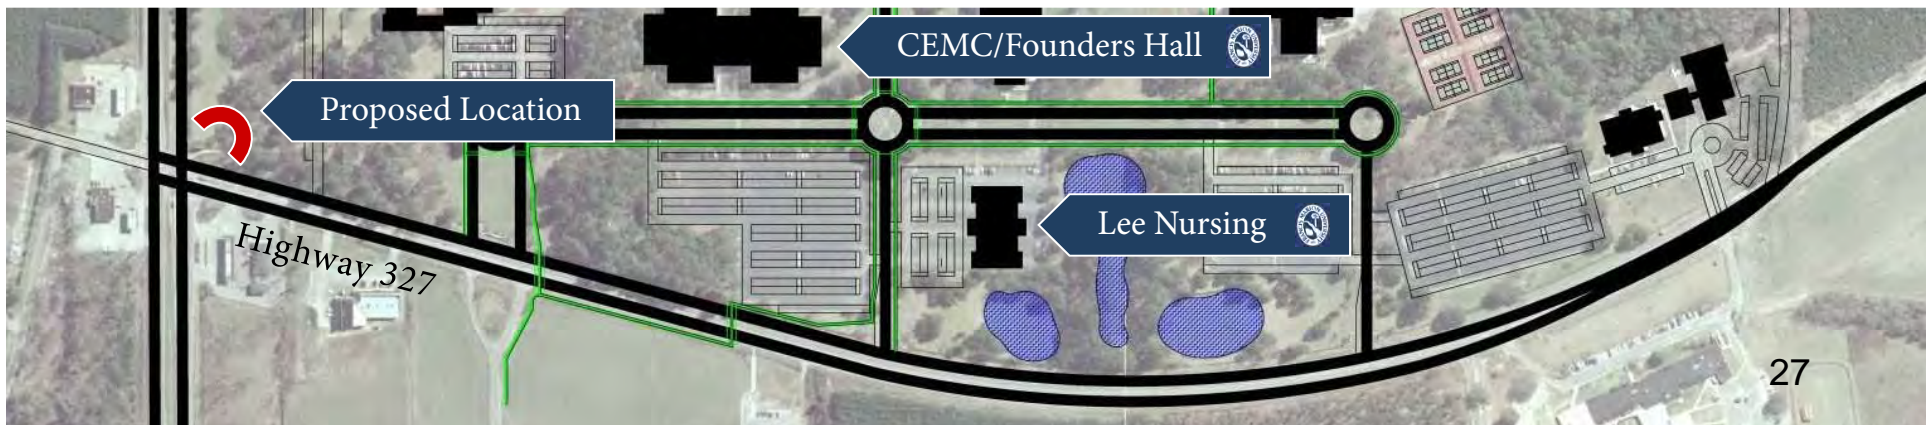 CEMC/Founders Hall
Proposed Location
Lee Nursing
Highway 327
27